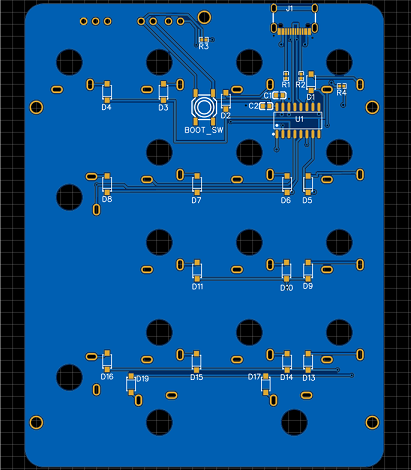 J1
R3
R1 R2
R4
D4 D3 D2 C1 D1
C2
U1
BOOT_SW
D8 D7 D6 D5
D11 D10 D9
D16 D15 D14 D13
D19 D17